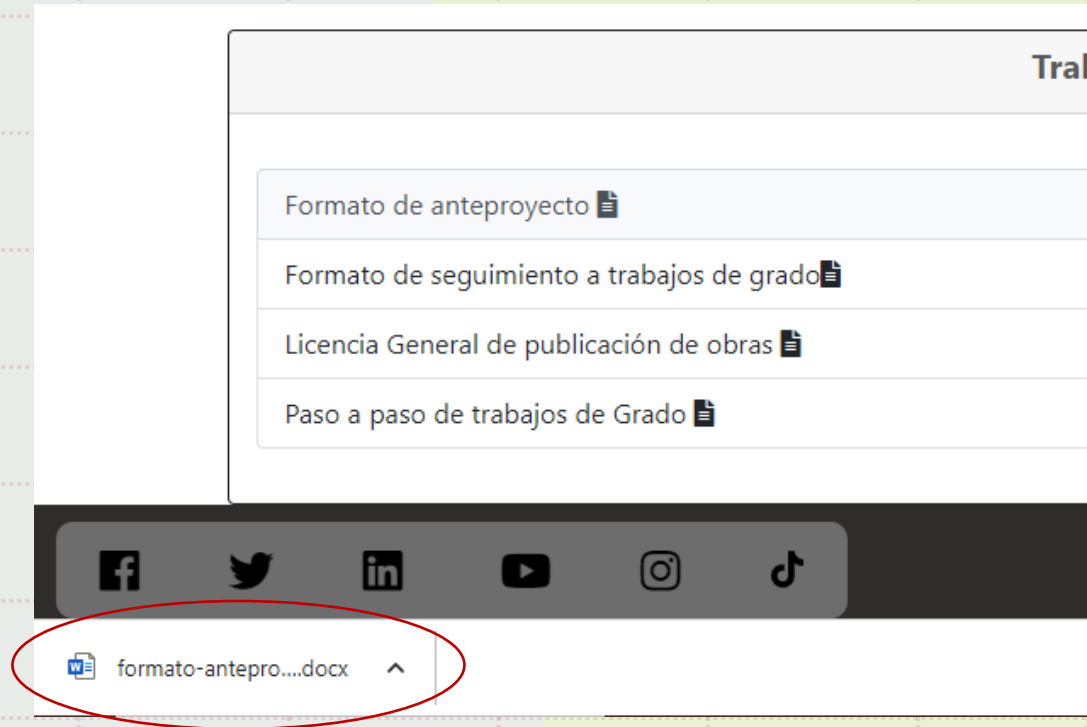 Formato de anteproyecto
Formato de seguimiento a trabajos de grado
Licencia General de publicación de obras
Paso a paso de trabajos de Grado
formato-antepro....docx